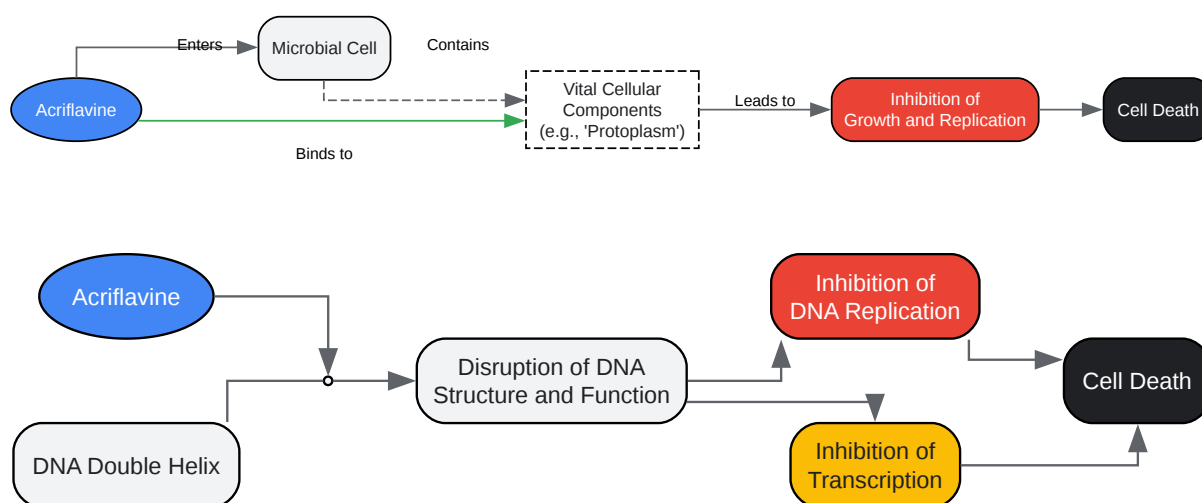 Enters
Microbial Cell
Contains
Acriflavine
Vital Cellular
Components
(e.g., 'Protoplasm')
Leads to
Inhibition of
Growth and Replication
Cell Death
Binds to
Acriflavine
Inhibition of
DNA Replication
Disruption of DNA
Structure and Function
Cell Death
DNA Double Helix
Inhibition of
Transcription